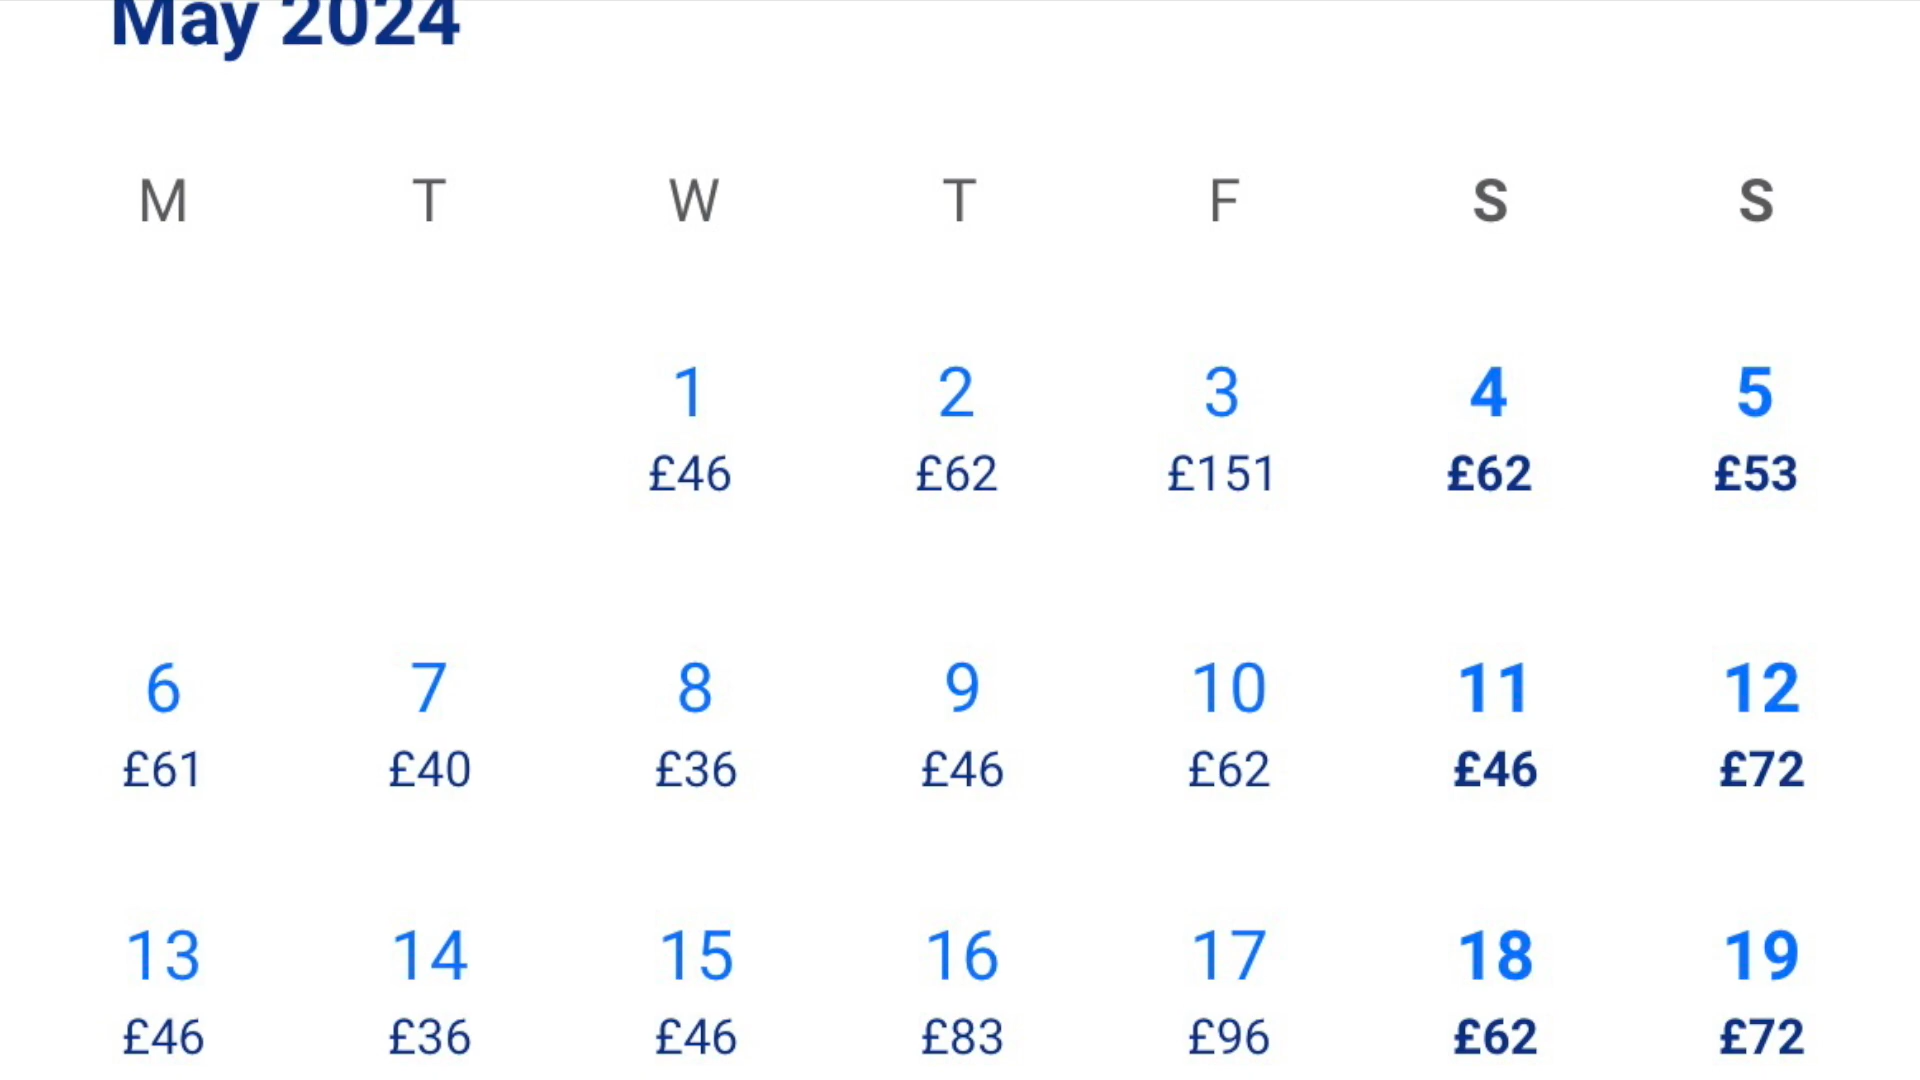 May 2024
M T W T F S S
1 2 3 4 5
£46 £62 £151 £62 £53
6 7 8 9 10 11 12
£61 £40 £36 £46 £62 £46 £72
13 14 15 16 17 18 19
£46 £36 £46 £83 £96 £62 £72